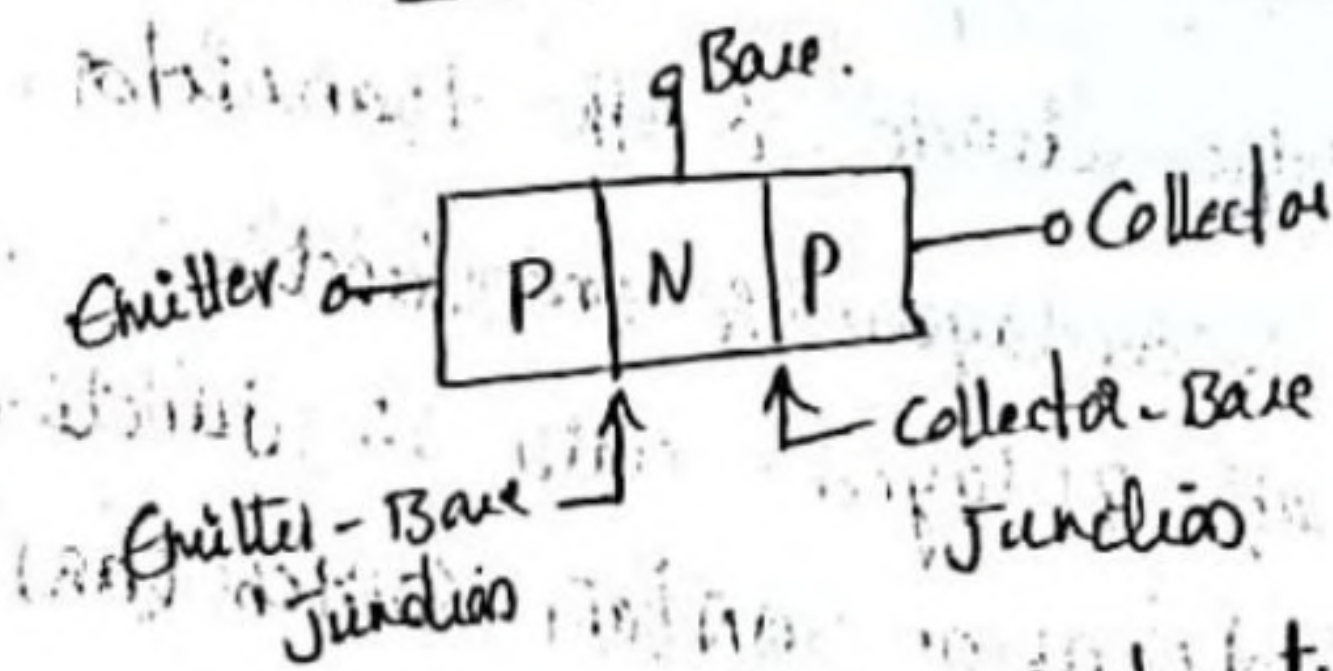 Base.
Emitter
P
N
P
Collector
Emitter - Base
junction
Collector - Base
junction